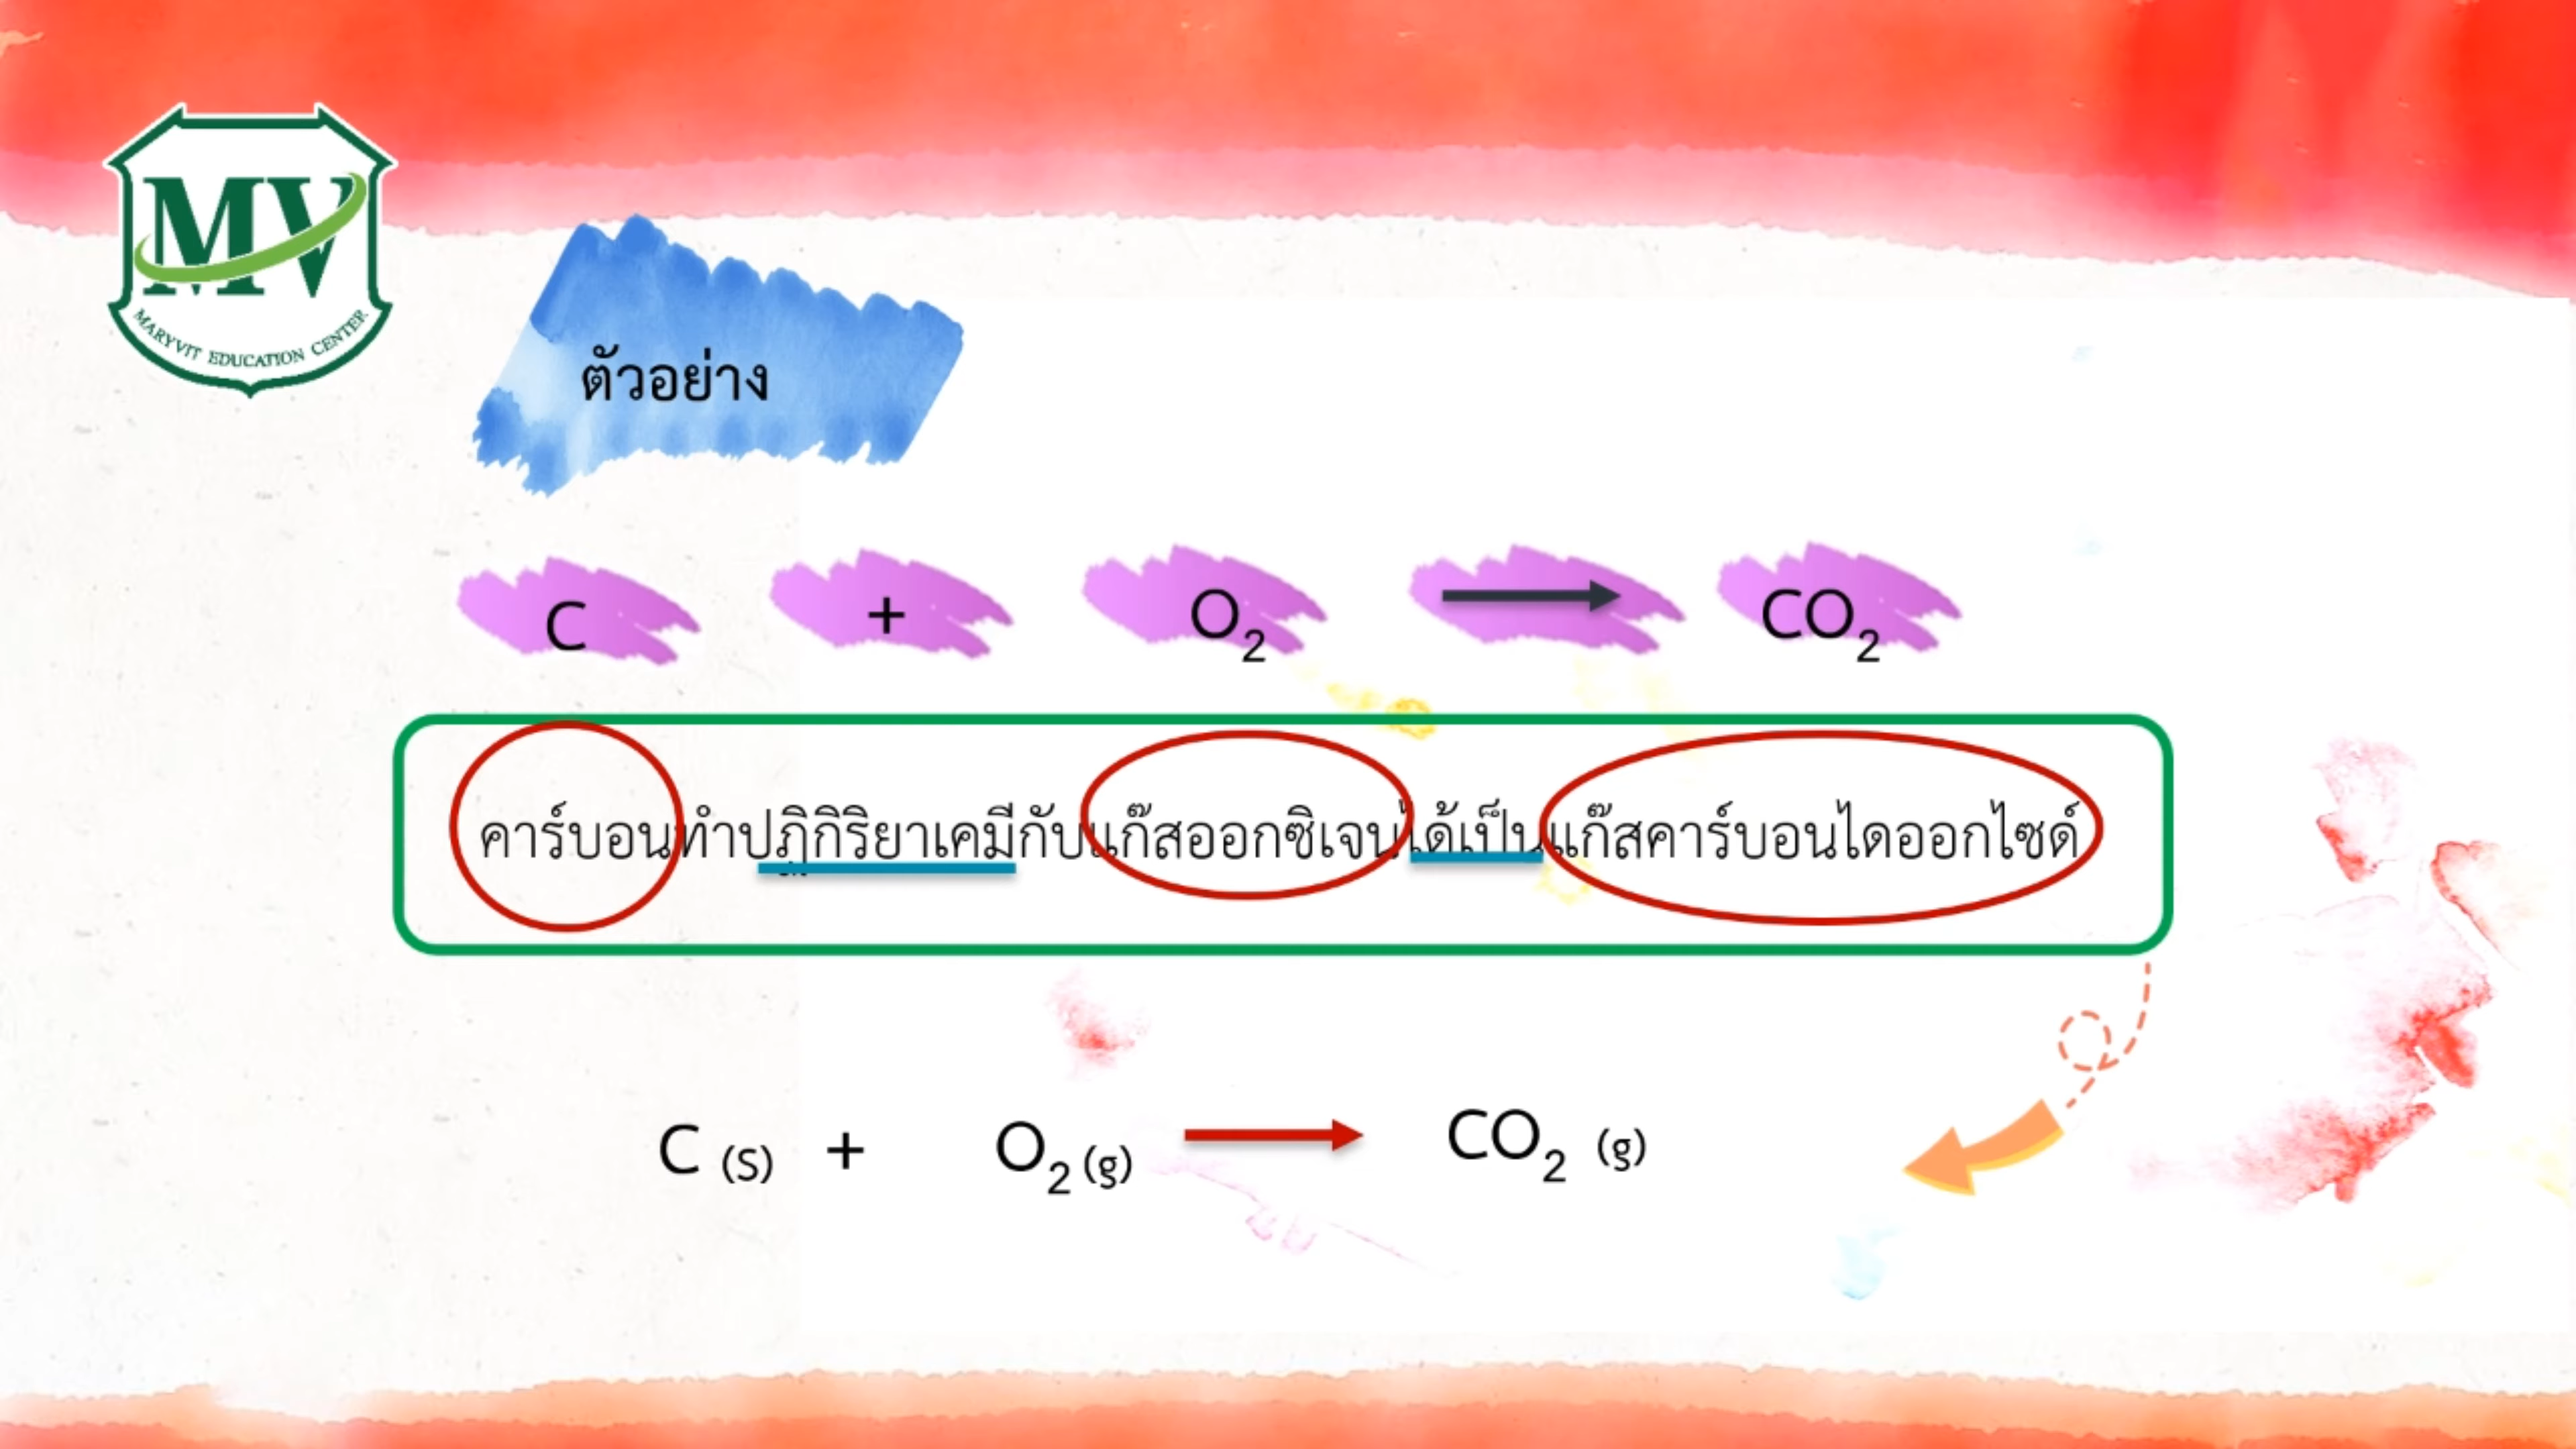 MV
MARYVIT EDUCATION CENTER
ตัวอย่าง
C + O₂ → CO₂
คาร์บอนทำปฏิกิริยาเคมีกับแก๊สออกซิเจนได้เป็นแก๊สคาร์บอนไดออกไซด์
C (S) + O₂ (g) → CO₂ (g)